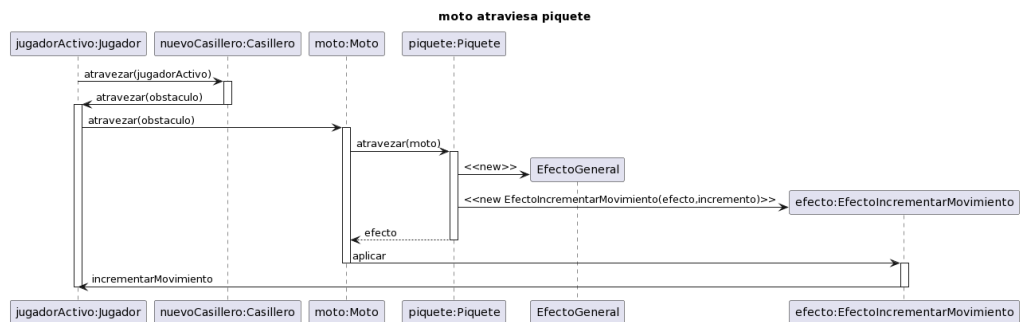 moto atraviesa piquete
jugadorActivo:Jugador nuevoCasillero:Casillero moto:Moto piquete:Piquete
atravezar(jugadorActivo)
atravezar(obstaculo)
atravezar(obstaculo)
atravezar(moto)
<<new>>
EfectoGeneral
<<new EfectoIncrementarMovimiento(efecto,incremento)>>
efecto:EfectoIncrementarMovimiento
efecto
aplicar
incrementarMovimiento
jugadorActivo:Jugador nuevoCasillero:Casillero moto:Moto piquete:Piquete EfectoGeneral efecto:EfectoIncrementarMovimiento